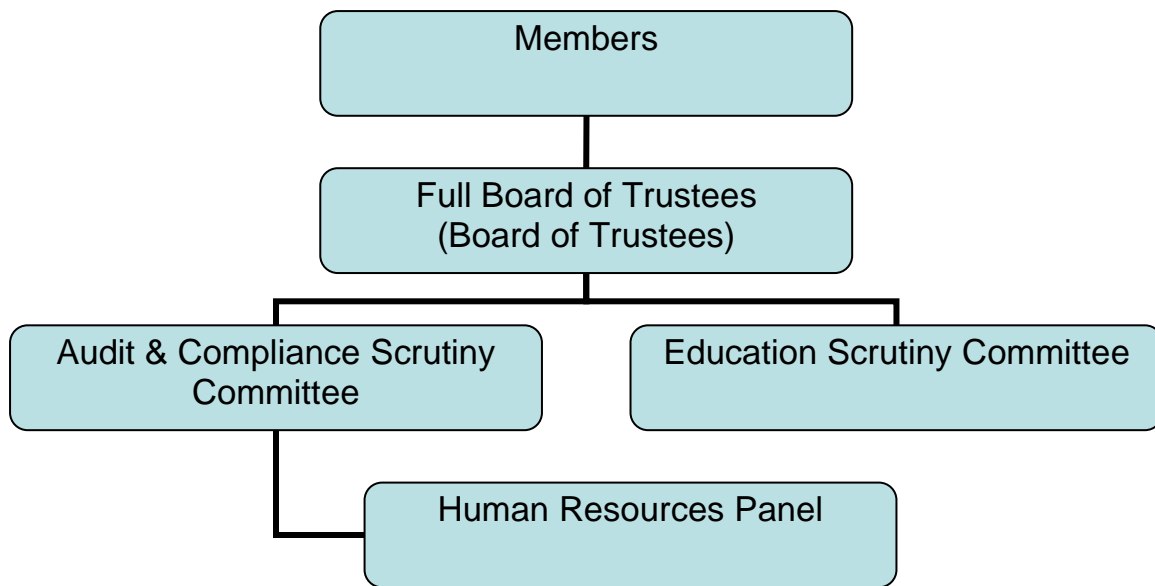 Members
Full Board of Trustees
(Board of Trustees)
Audit & Compliance Scrutiny
Committee
Education Scrutiny Committee
Human Resources Panel